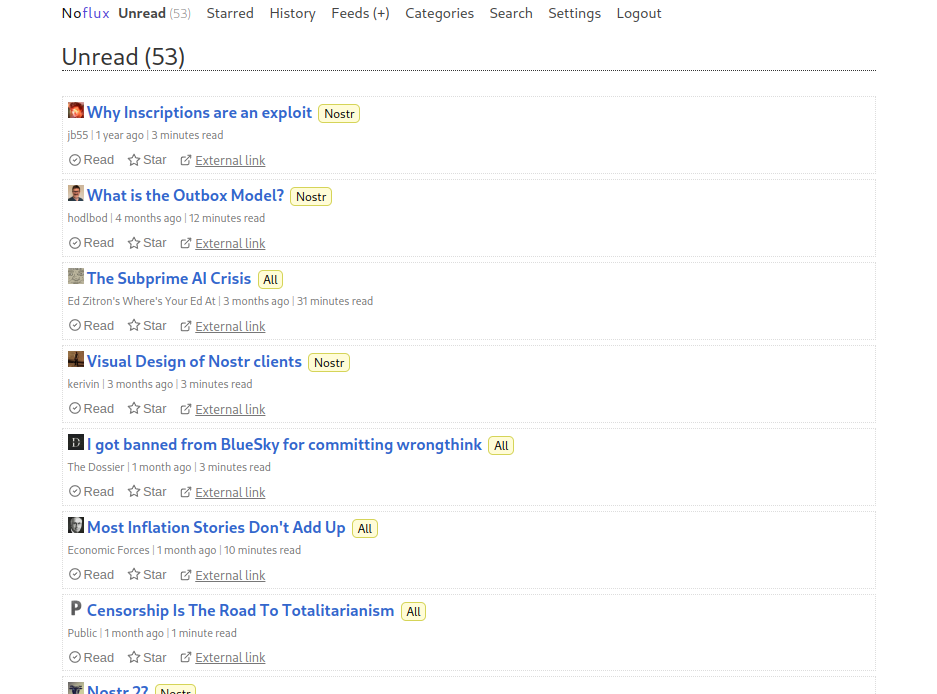 Noflux Unread (53) Starred History Feeds (+) Categories Search Settings Logout
Unread (53)
Why Inscriptions are an exploit Nostr
jb55 | 1 year ago | 3 minutes read
Read Star External link
What is the Outbox Model? Nostr
hodlbod | 4 months ago | 12 minutes read
Read Star External link
The Subprime AI Crisis All
Ed Zitron's Where's Your Ed At | 3 months ago | 31 minutes read
Read Star External link
Visual Design of Nostr clients Nostr
kerivin | 3 months ago | 3 minutes read
Read Star External link
D I got banned from BlueSky for committing wrongthink All
The Dossier | 1 month ago | 3 minutes read
Read Star External link
Most Inflation Stories Don't Add Up All
Economic Forces | 1 month ago | 10 minutes read
Read Star External link
P Censorship Is The Road To Totalitarianism All
Public | 1 month ago | 1 minute read
Read Star External link
Nostr 2? Nostr